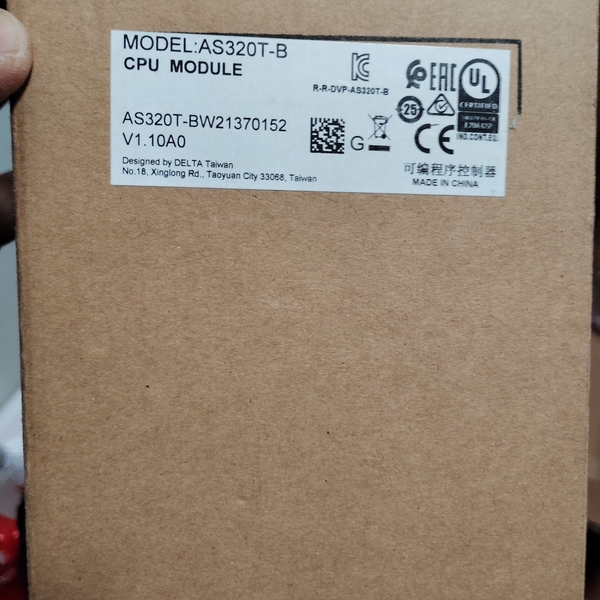 MODEL:AS320T-B
CPU MODULE
R-R-DVP-AS320T-B
EAC
UL
25
CERTIFIED
E706427
IND.CONT.EQ.
CE
AS320T-BW21370152
V1.10A0
G
Designed by DELTA Taiwan
No.18, Xinglong Rd., Taoyuan City 33068, Taiwan
可编程序控制器
MADE IN CHINA